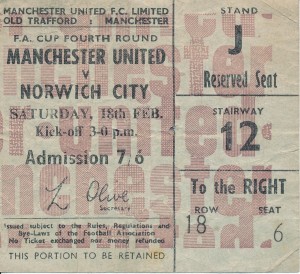 MANCHESTER UNITED F.C. LIMITED
OLD TRAFFORD : MANCHESTER
F.A. CUP FOURTH ROUND
MANCHESTER UNITED
v
NORWICH CITY
SATURDAY, 18th FEB.
Kick-off 3-0 p.m.
Admission 7/6
L Olive
Secretary
Issued subject to the Rules, Regulations and
Bye-Laws of the Football Association
No Ticket exchanged nor money refunded
THIS PORTION TO BE RETAINED
STAND
J
Reserved Seat
STAIRWAY
12
To the RIGHT
ROW SEAT
18 6